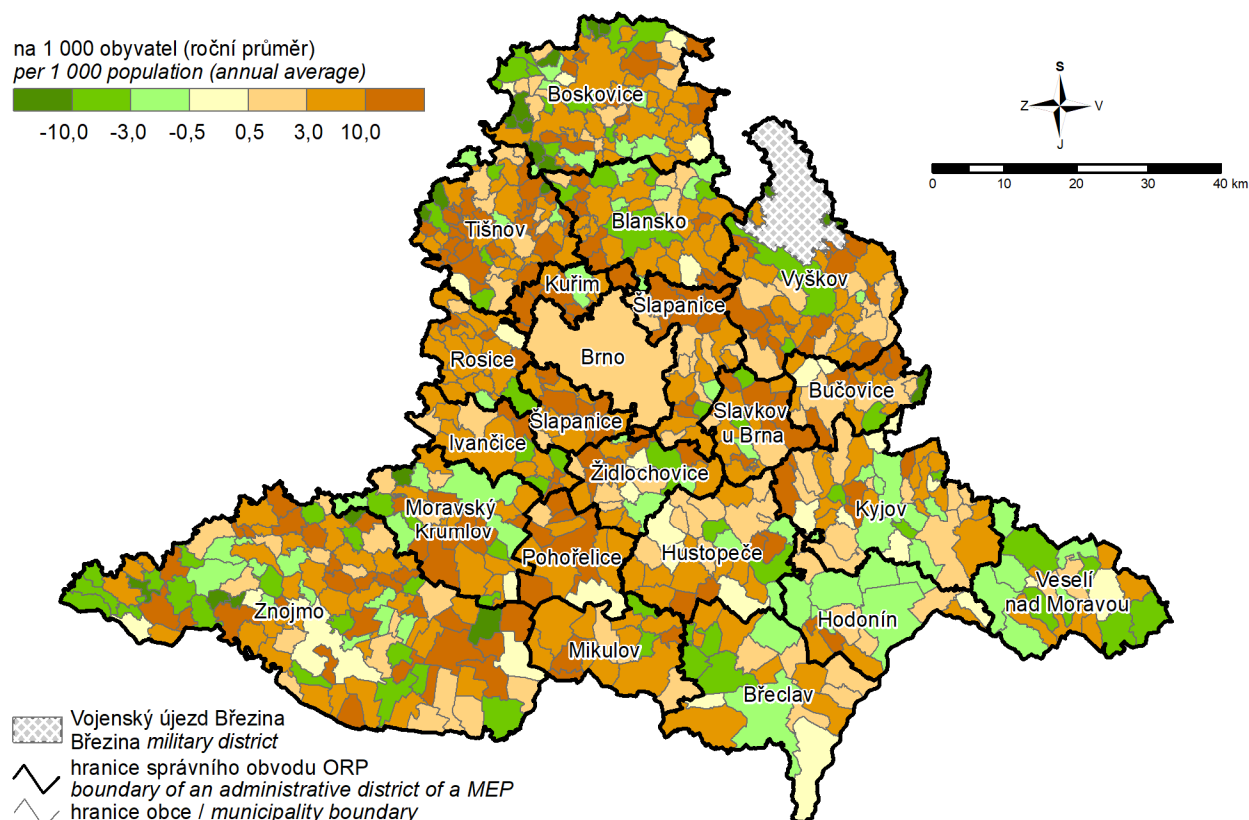 na 1 000 obyvatel (roční průměr)
per 1 000 population (annual average)
-10,0 -3,0 -0,5 0,5 3,0 10,0
S
Z V
J
0 10 20 30 40 km
Boskovice
Tišnov
Blansko
Vyškov
Kuřim
Šlapanice
Brno
Rosice
Bučovice
Slavkov
u Brna
Šlapanice
Ivančice
Židlochovice
Moravský
Krumlov
Kyjov
Pohořelice
Hustopeče
Veselí
nad Moravou
Znojmo
Hodonín
Mikulov
Břeclav
Vojenský újezd Březina
Březina military district
hranice správního obvodu ORP
boundary of an administrative district of a MEP
hranice obce / municipality boundary